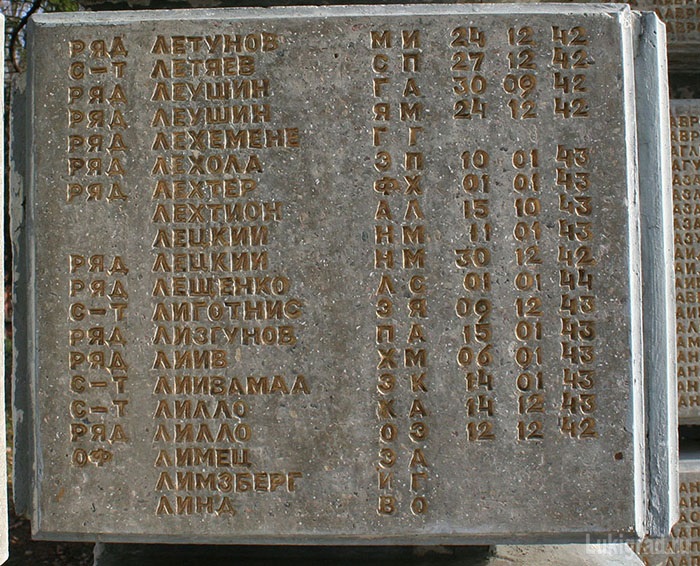 РЯД ЛЕТУНОВ М И 24 12 42
С-Т ЛЕТЯЕВ С П 27 12 42
РЯД ЛЕУШИН Г А 30 09 42
РЯД ЛЕУШИН Я М 24 12 42
РЯД ЛЕХЕМЕНЕ Г Г
РЯД ЛЕХОЛА Э П 10 01 43
РЯД ЛЕХТЕР Ф Х 01 01 43
ЛЕХТИОН А Л 15 10 43
ЛЕЦКИЙ Н М 11 01 43
РЯД ЛЕЦКИЙ Н М 30 12 42
РЯД ЛЕЩЕНКО Л С 01 01 44
С-Т ЛИГОТНИС Э Я 09 12 43
РЯД ЛИЗГУНОВ П А 15 01 43
РЯД ЛИИВ Х М 06 01 43
С-Т ЛИИВАМАА Э К 14 01 43
С-Т ЛИЛЛО К А 14 12 43
РЯД ЛИЛЛО О Э 12 12 42
ОФ ЛИМЕЦ Э А
ЛИМЗБЕРГ И Г
ЛИНД В О